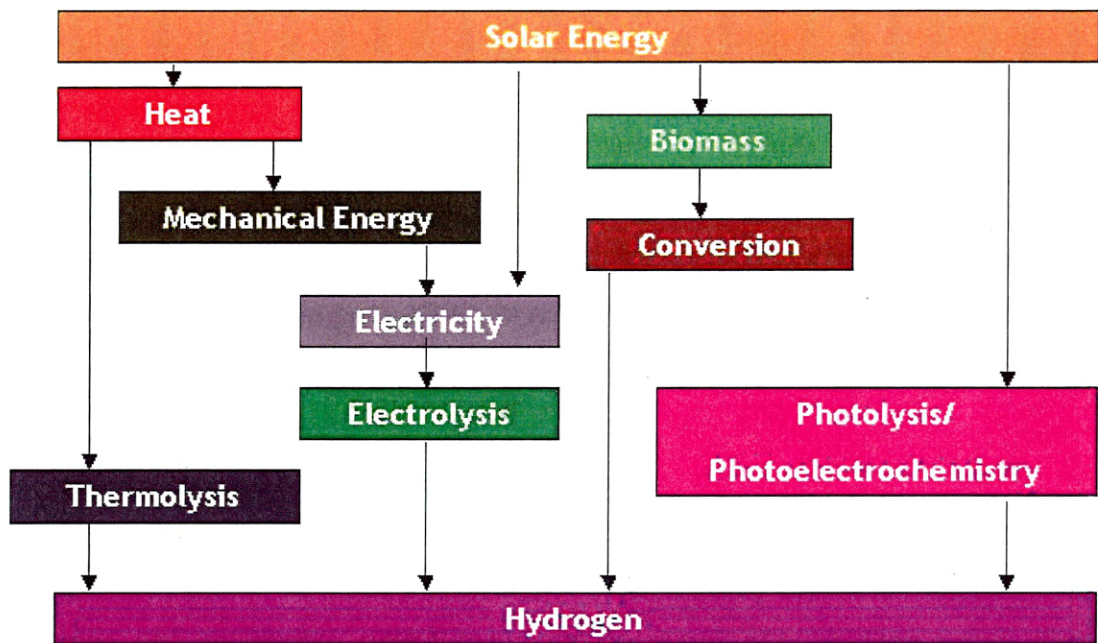 Solar Energy
Heat
Biomass
Mechanical Energy
Conversion
Electricity
Electrolysis
Photolysis/
Photoelectrochemistry
Thermolysis
Hydrogen